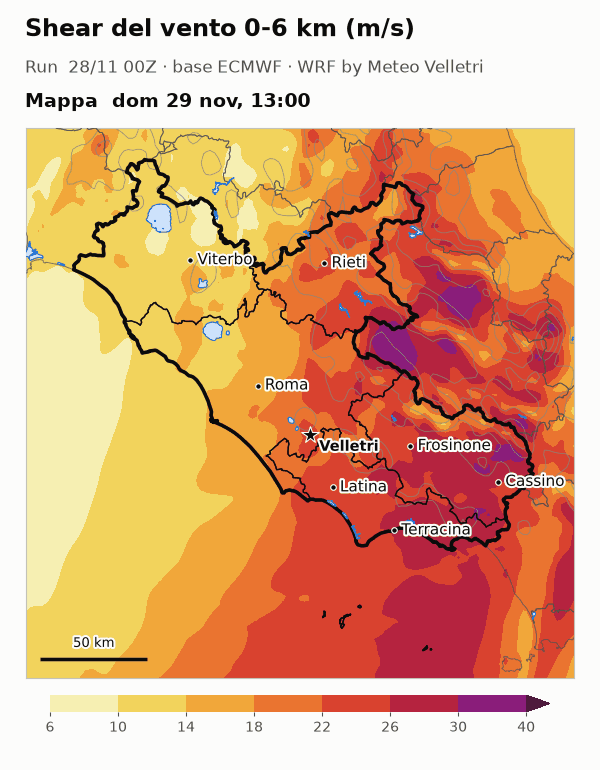 Shear del vento 0-6 km (m/s)
Run  28/11 00Z · base ECMWF · WRF by Meteo Velletri
Mappa  dom 29 nov, 13:00
Viterbo
Rieti
Roma
Velletri
Frosinone
Latina
Cassino
Terracina
50 km
6 10 14 18 22 26 30 40